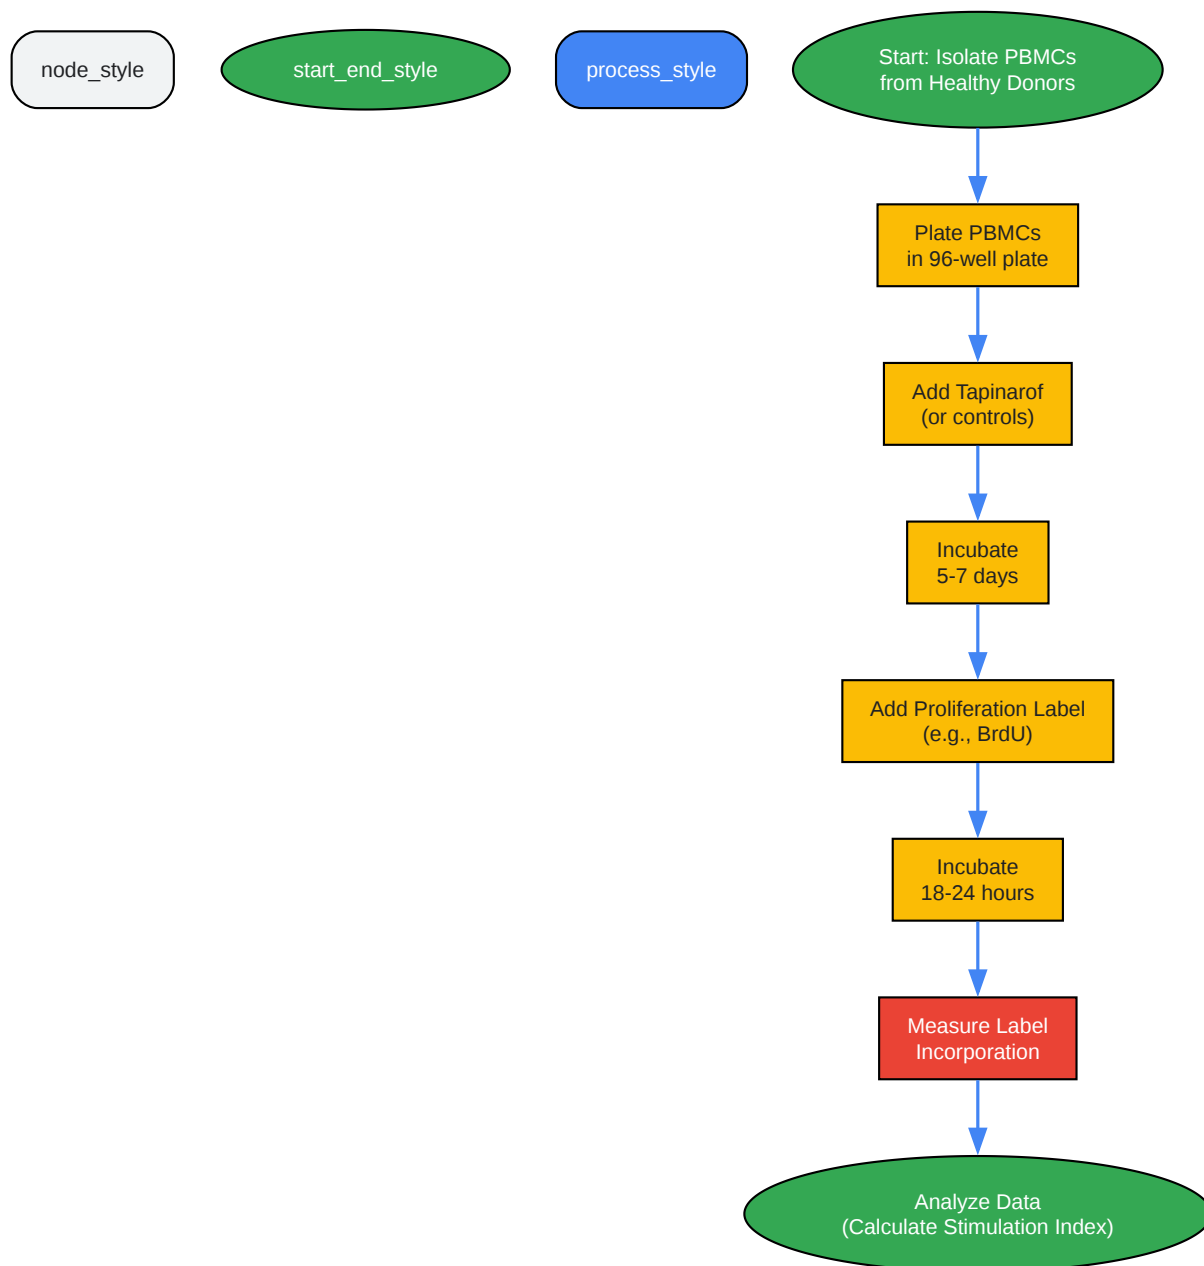 node_style
start_end_style
process_style
Start: Isolate PBMCs
from Healthy Donors
Plate PBMCs
in 96-well plate
Add Tapinarof
(or controls)
Incubate
5-7 days
Add Proliferation Label
(e.g., BrdU)
Incubate
18-24 hours
Measure Label
Incorporation
Analyze Data
(Calculate Stimulation Index)